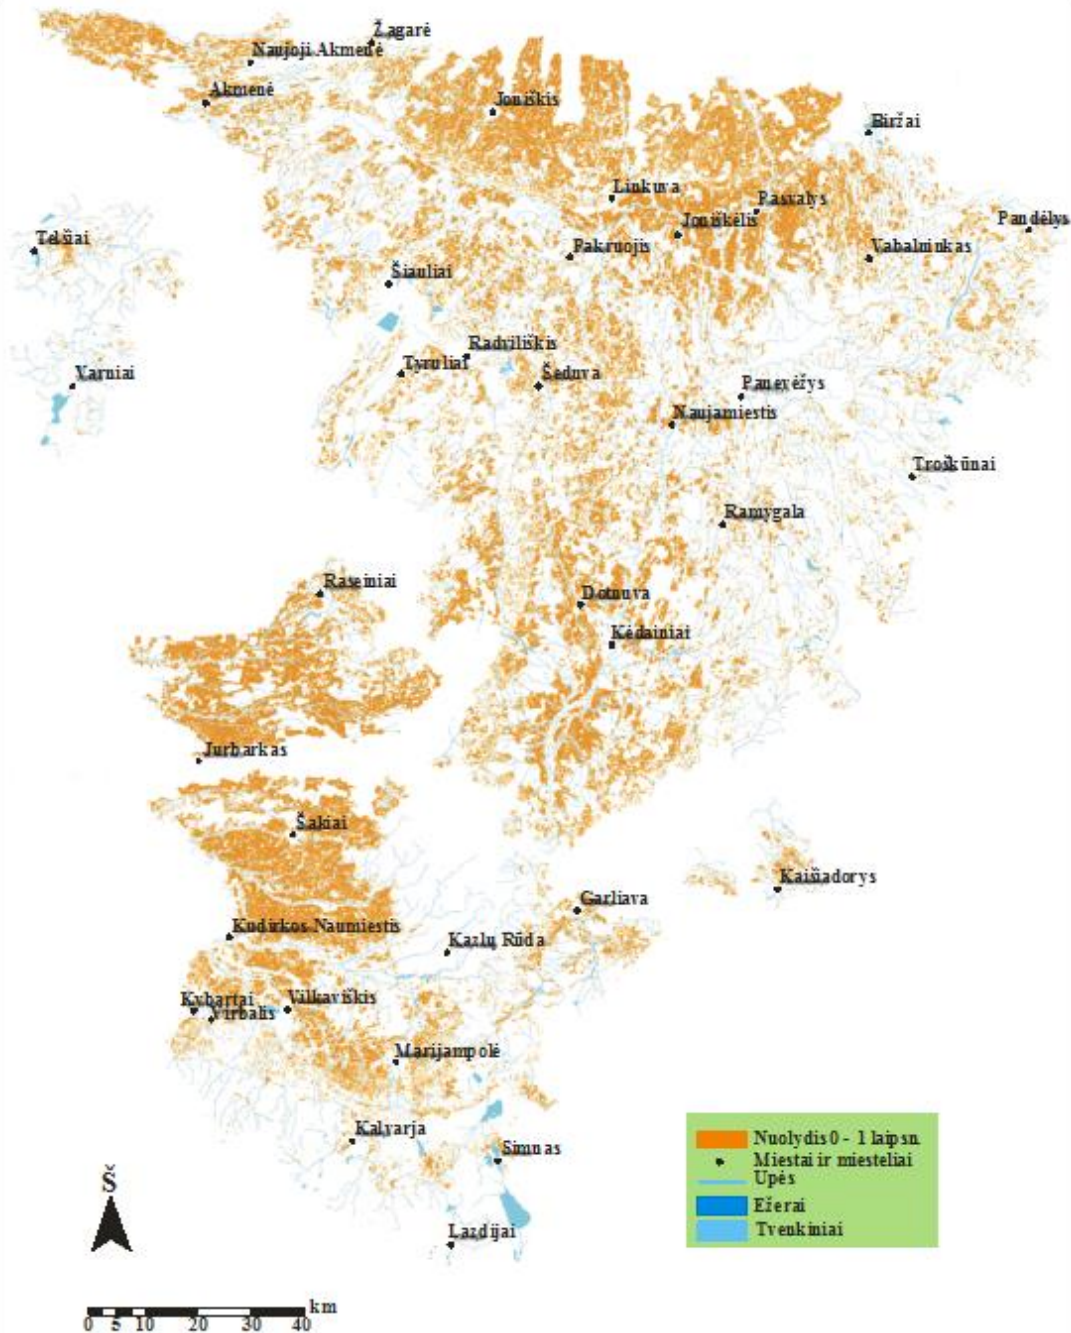 Žagarė
Naujoji Akmenė
Akmenė
Joniškis
Biržai
Linkuva
Pasvalys
Joniškėlis
Pandėlys
Telšiai
Pakruojis
Vabalninkas
Šiauliai
Radviliškis
Tyruliai
Šeduva
Varniai
Panevėžys
Naujamiestis
Troškūnai
Ramygala
Raseiniai
Dotnuva
Kėdainiai
Jurbarkas
Šakiai
Kaišiadorys
Garliava
Kudirkos Naumiestis
Kazlų Rūda
Kybartai
Vilkaviškis
Virbalis
Marijampolė
Kalvarja
Simnas
Lazdijai
Nuolydis 0 - 1 laipsn.
Miestai ir miesteliai
Upės
Ežerai
Tvenkiniai
Š
km
0 5 10 20 30 40